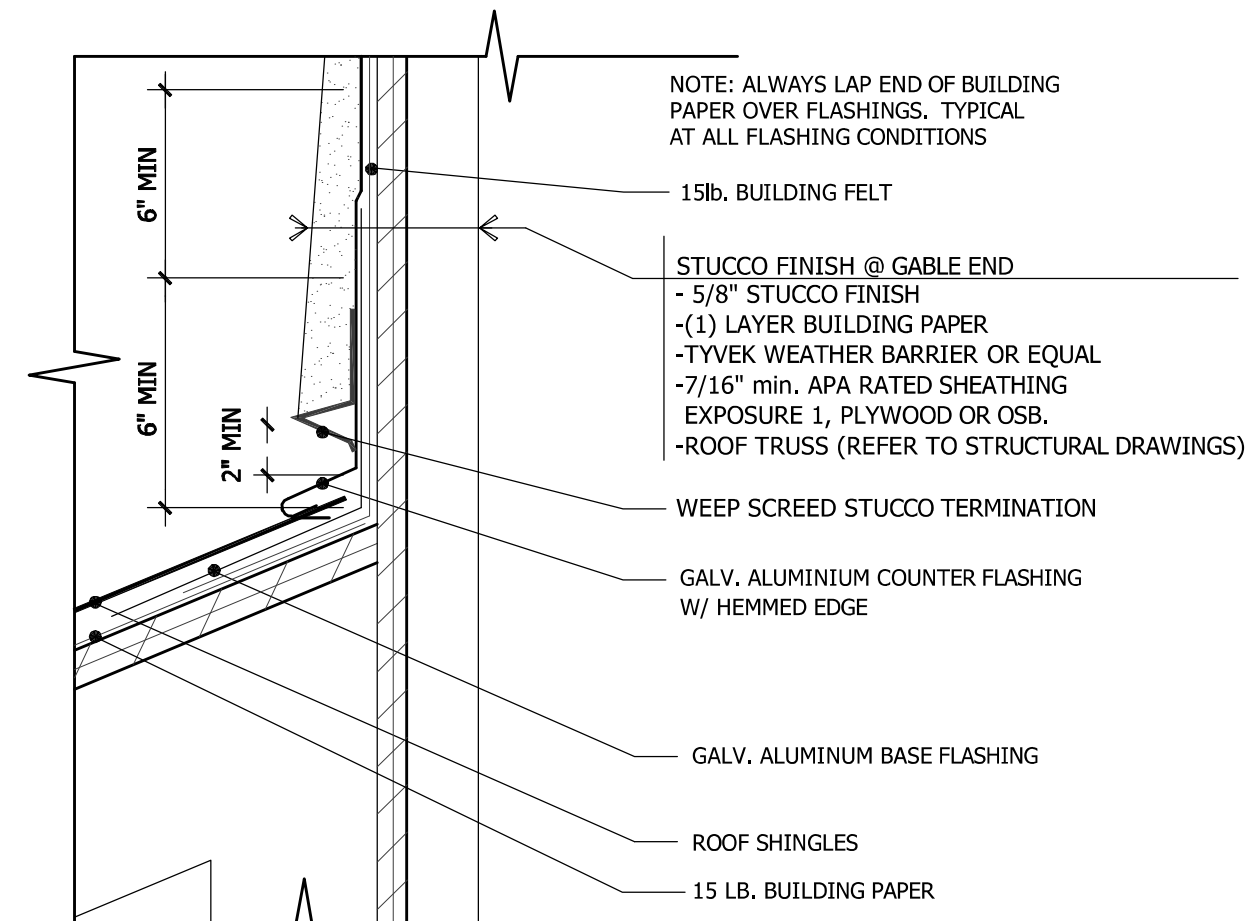 NOTE: ALWAYS LAP END OF BUILDING
PAPER OVER FLASHINGS. TYPICAL
AT ALL FLASHING CONDITIONS
15lb. BUILDING FELT
STUCCO FINISH @ GABLE END
- 5/8" STUCCO FINISH
-(1) LAYER BUILDING PAPER
-TYVEK WEATHER BARRIER OR EQUAL
-7/16" min. APA RATED SHEATHING
EXPOSURE 1, PLYWOOD OR OSB.
-ROOF TRUSS (REFER TO STRUCTURAL DRAWINGS)
WEEP SCREED STUCCO TERMINATION
GALV. ALUMINIUM COUNTER FLASHING
W/ HEMMED EDGE
GALV. ALUMINUM BASE FLASHING
ROOF SHINGLES
15 LB. BUILDING PAPER
6" MIN
6" MIN
2" MIN